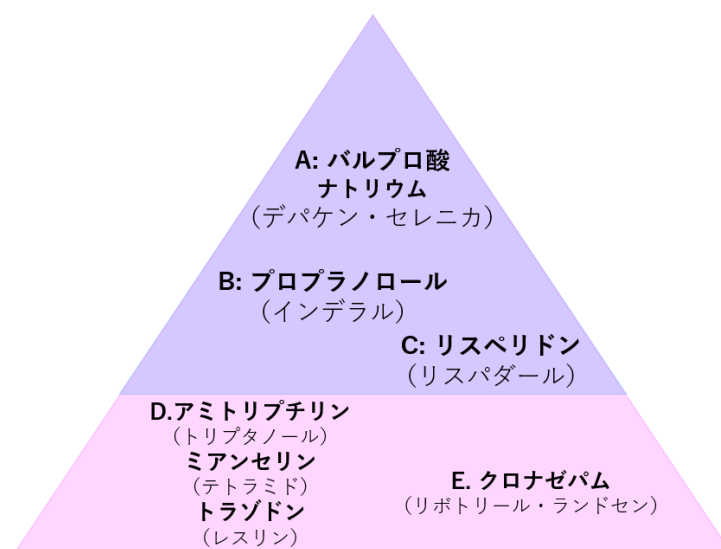 A: バルプロ酸
ナトリウム
（デパケン・セレニカ）
B: プロプラノロール
（インデラル）
C: リスペリドン
（リスパダール）
D.アミトリプチリン
（トリプタノール）
ミアンセリン
（テトラミド）
トラゾドン
（レスリン）
E. クロナゼパム
（リボトリール・ランドセン）